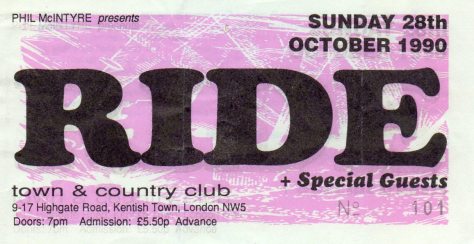 PHIL McINTYRE presents
SUNDAY 28th
OCTOBER 1990
RIDE
+ Special Guests
town & country club
9-17 Highgate Road, Kentish Town, London NW5
Doors: 7pm Admission: £5.50p Advance
Nº 101